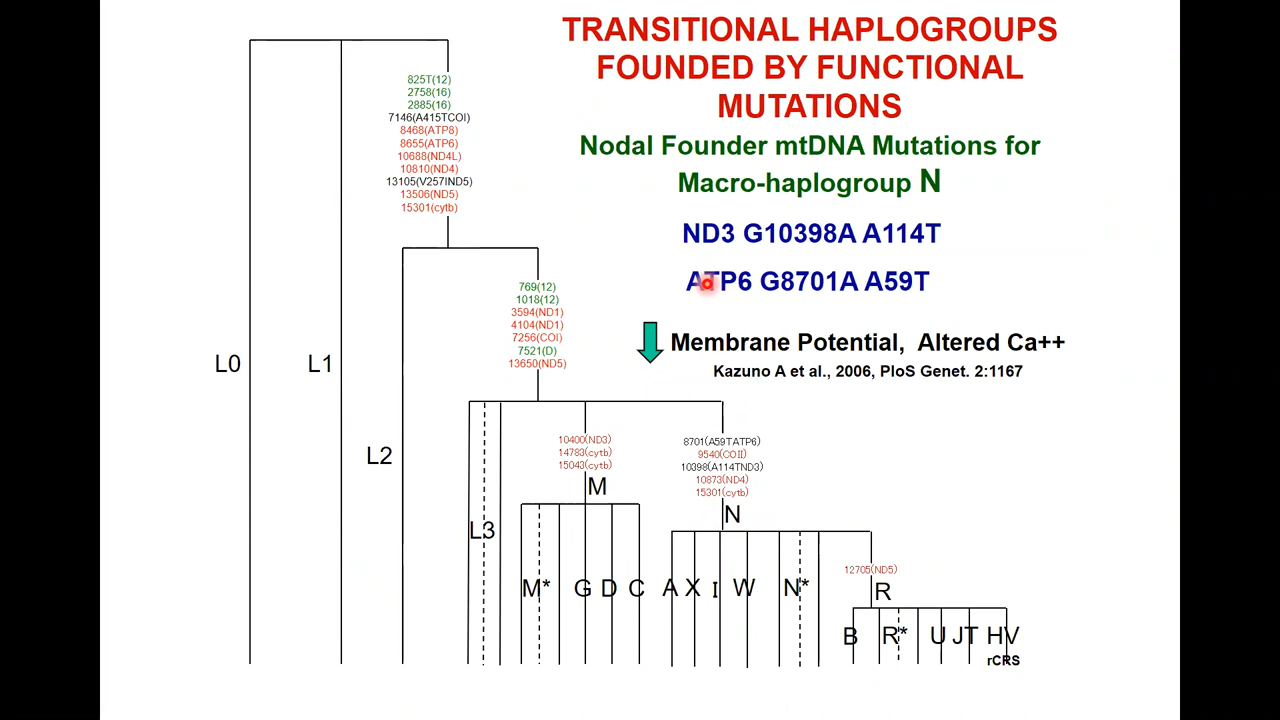 TRANSITIONAL HAPLOGROUPS
FOUNDED BY FUNCTIONAL
MUTATIONS
Nodal Founder mtDNA Mutations for
Macro-haplogroup N
ND3 G10398A A114T
ATP6 G8701A A59T
Membrane Potential, Altered Ca++
Kazuno A et al., 2006, PloS Genet. 2:1167
825T(12)
2758(16)
2885(16)
7146(A415TCOI)
8468(ATP8)
8655(ATP6)
10688(ND4L)
10810(ND4)
13105(V257IND5)
13506(ND5)
15301(cytb)
769(12)
1018(12)
3594(ND1)
4104(ND1)
7256(COI)
7521(D)
13650(ND5)
L0
L1
L2
10400(ND3)
14783(cytb)
15043(cytb)
M
8701(A59TATP6)
9540(COII)
10398(A114TND3)
10873(ND4)
15301(cytb)
N
L3
12705(ND5)
R
M* G D C A X I W N*
B R* U JT HV
rCRS